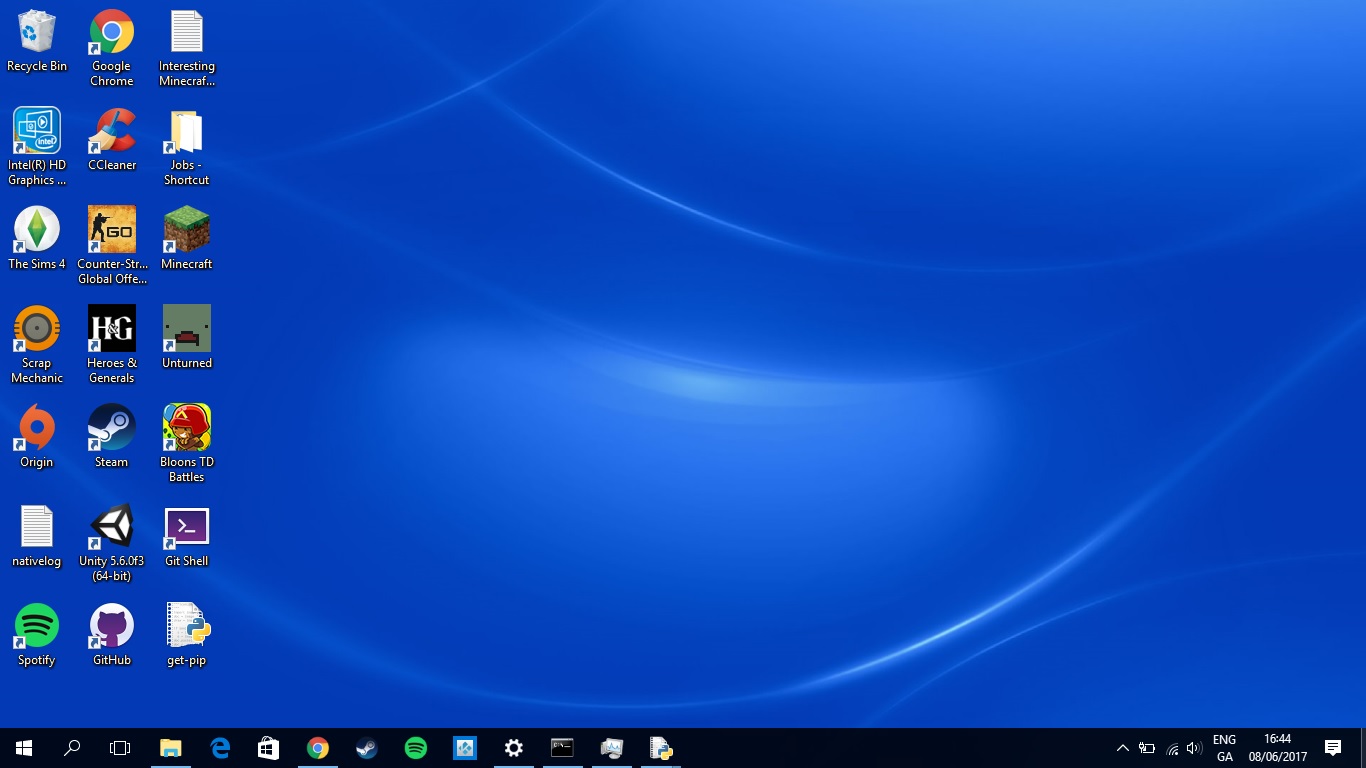 Recycle Bin
Google
Chrome
Interesting
Minecraf...
Intel(R) HD
Graphics ...
CCleaner
Jobs -
Shortcut
The Sims 4
Counter-Str...
Global Offe...
Minecraft
Scrap
Mechanic
Heroes &
Generals
Unturned
Origin
Steam
Bloons TD
Battles
nativelog
Unity 5.6.0f3
(64-bit)
Git Shell
Spotify
GitHub
get-pip
intel
GO
H&G
ENG
GA
16:44
08/06/2017